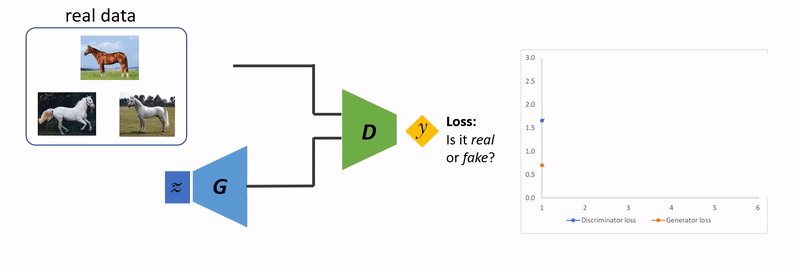 real data
z
G
D
y
Loss:
Is it real
or fake?
3.0
2.5
2.0
1.5
1.0
0.5
0.0
1 2 3 4 5 6
Discriminator loss Generator loss